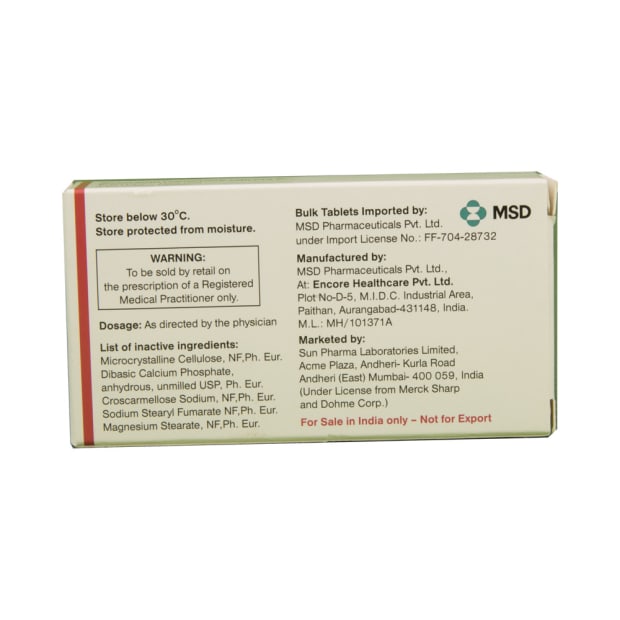 Store below 30°C.
Store protected from moisture.
WARNING:
To be sold by retail on
the prescription of a Registered
Medical Practitioner only.
Dosage: As directed by the physician
List of inactive ingredients:
Microcrystalline Cellulose, NF,Ph. Eur.
Dibasic Calcium Phosphate,
anhydrous, unmilled USP, Ph. Eur.
Croscarmellose Sodium, NF,Ph. Eur.
Sodium Stearyl Fumarate NF,Ph. Eur.
Magnesium Stearate, NF,Ph. Eur.
Bulk Tablets Imported by:
MSD Pharmaceuticals Pvt. Ltd.
under Import License No.: FF-704-28732
MSD
Manufactured by:
MSD Pharmaceuticals Pvt. Ltd.,
At: Encore Healthcare Pvt. Ltd.
Plot No-D-5, M.I.D.C. Industrial Area,
Paithan, Aurangabad-431148, India.
M.L.: MH/101371A
Marketed by:
Sun Pharma Laboratories Limited,
Acme Plaza, Andheri- Kurla Road
Andheri (East) Mumbai- 400 059, India
(Under License from Merck Sharp
and Dohme Corp.)
For Sale in India only – Not for Export